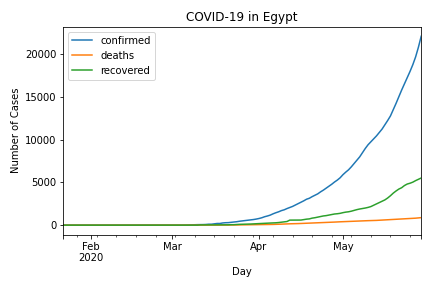 COVID-19 in Egypt
confirmed
deaths
recovered
Number of Cases
20000
15000
10000
5000
0
Feb
2020
Mar
Apr
May
Day